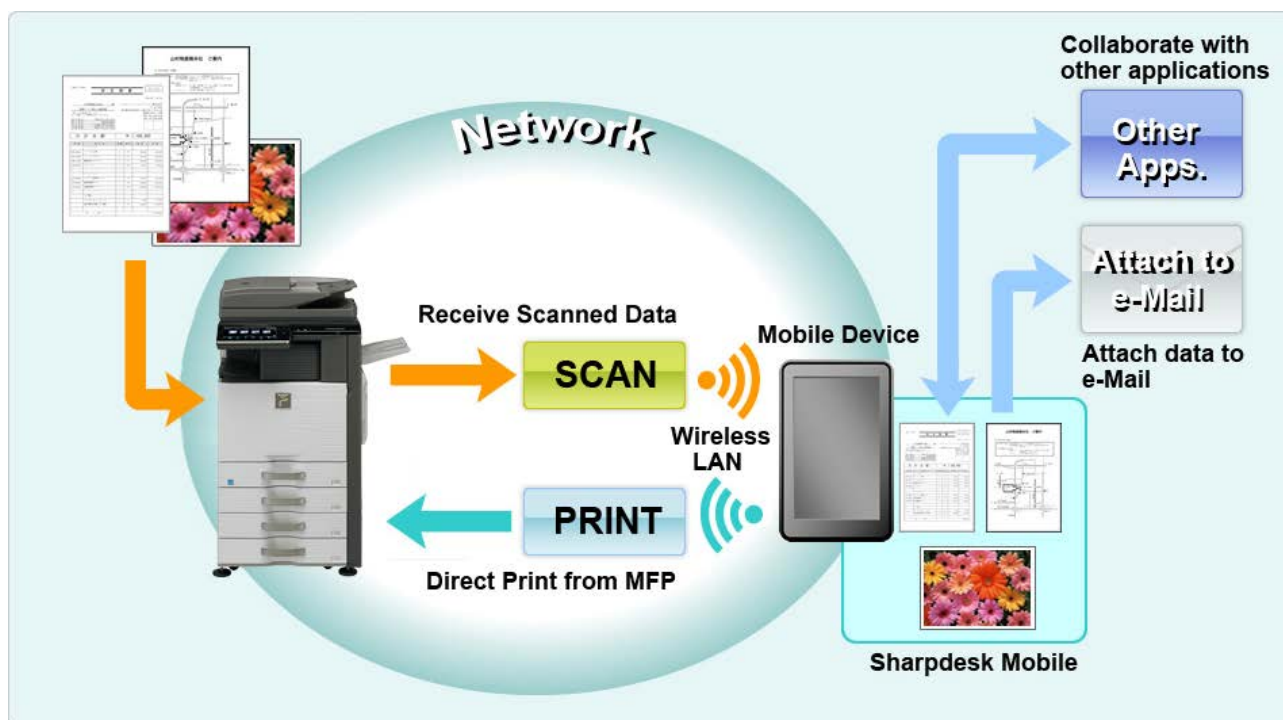 Collaborate with
other applications
Network
Other
Apps.
Attach to
e-Mail
Attach data to
e-Mail
Receive Scanned Data
SCAN
Mobile Device
Wireless
LAN
PRINT
Direct Print from MFP
Sharpdesk Mobile